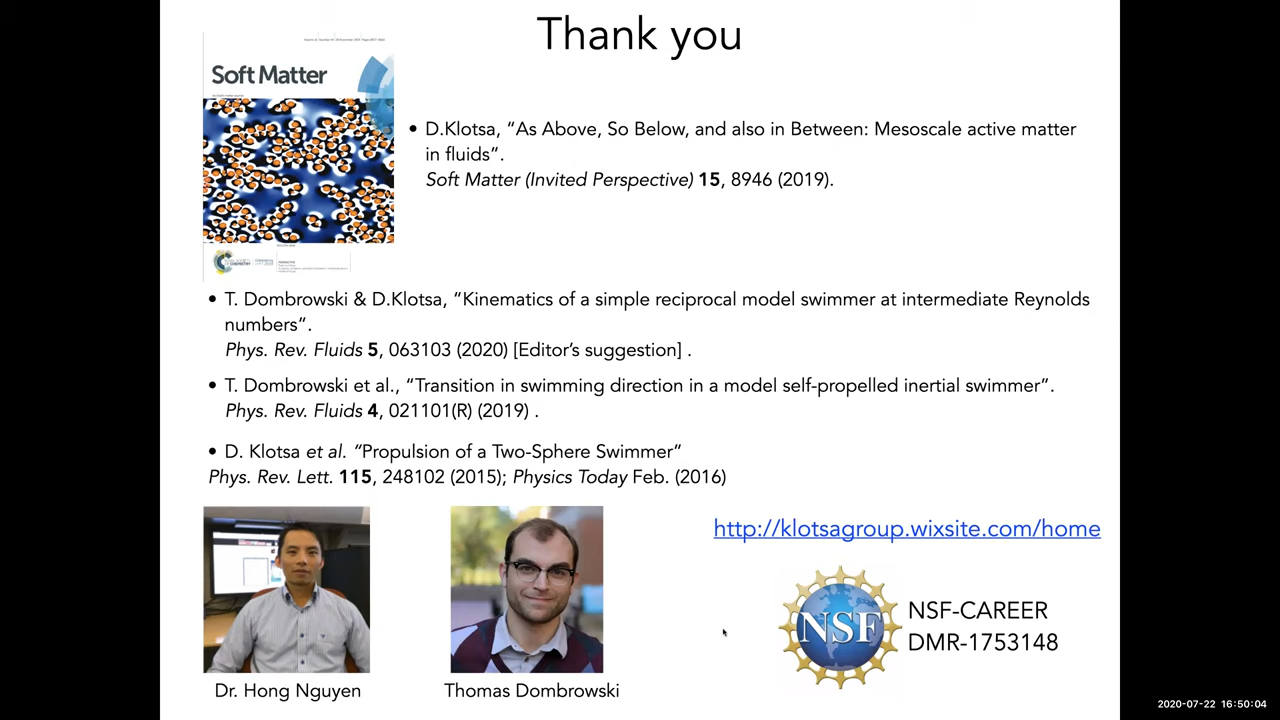 Thank you
Soft Matter
• D.Klotsa, “As Above, So Below, and also in Between: Mesoscale active matter
in fluids”.
Soft Matter (Invited Perspective) 15, 8946 (2019).
• T. Dombrowski & D.Klotsa, “Kinematics of a simple reciprocal model swimmer at intermediate Reynolds
numbers”.
Phys. Rev. Fluids 5, 063103 (2020) [Editor’s suggestion] .
• T. Dombrowski et al., “Transition in swimming direction in a model self-propelled inertial swimmer”.
Phys. Rev. Fluids 4, 021101(R) (2019) .
• D. Klotsa et al. “Propulsion of a Two-Sphere Swimmer”
Phys. Rev. Lett. 115, 248102 (2015); Physics Today Feb. (2016)
http://klotsagroup.wixsite.com/home
NSF
NSF-CAREER
DMR-1753148
Dr. Hong Nguyen
Thomas Dombrowski
2020-07-22 16:50:04